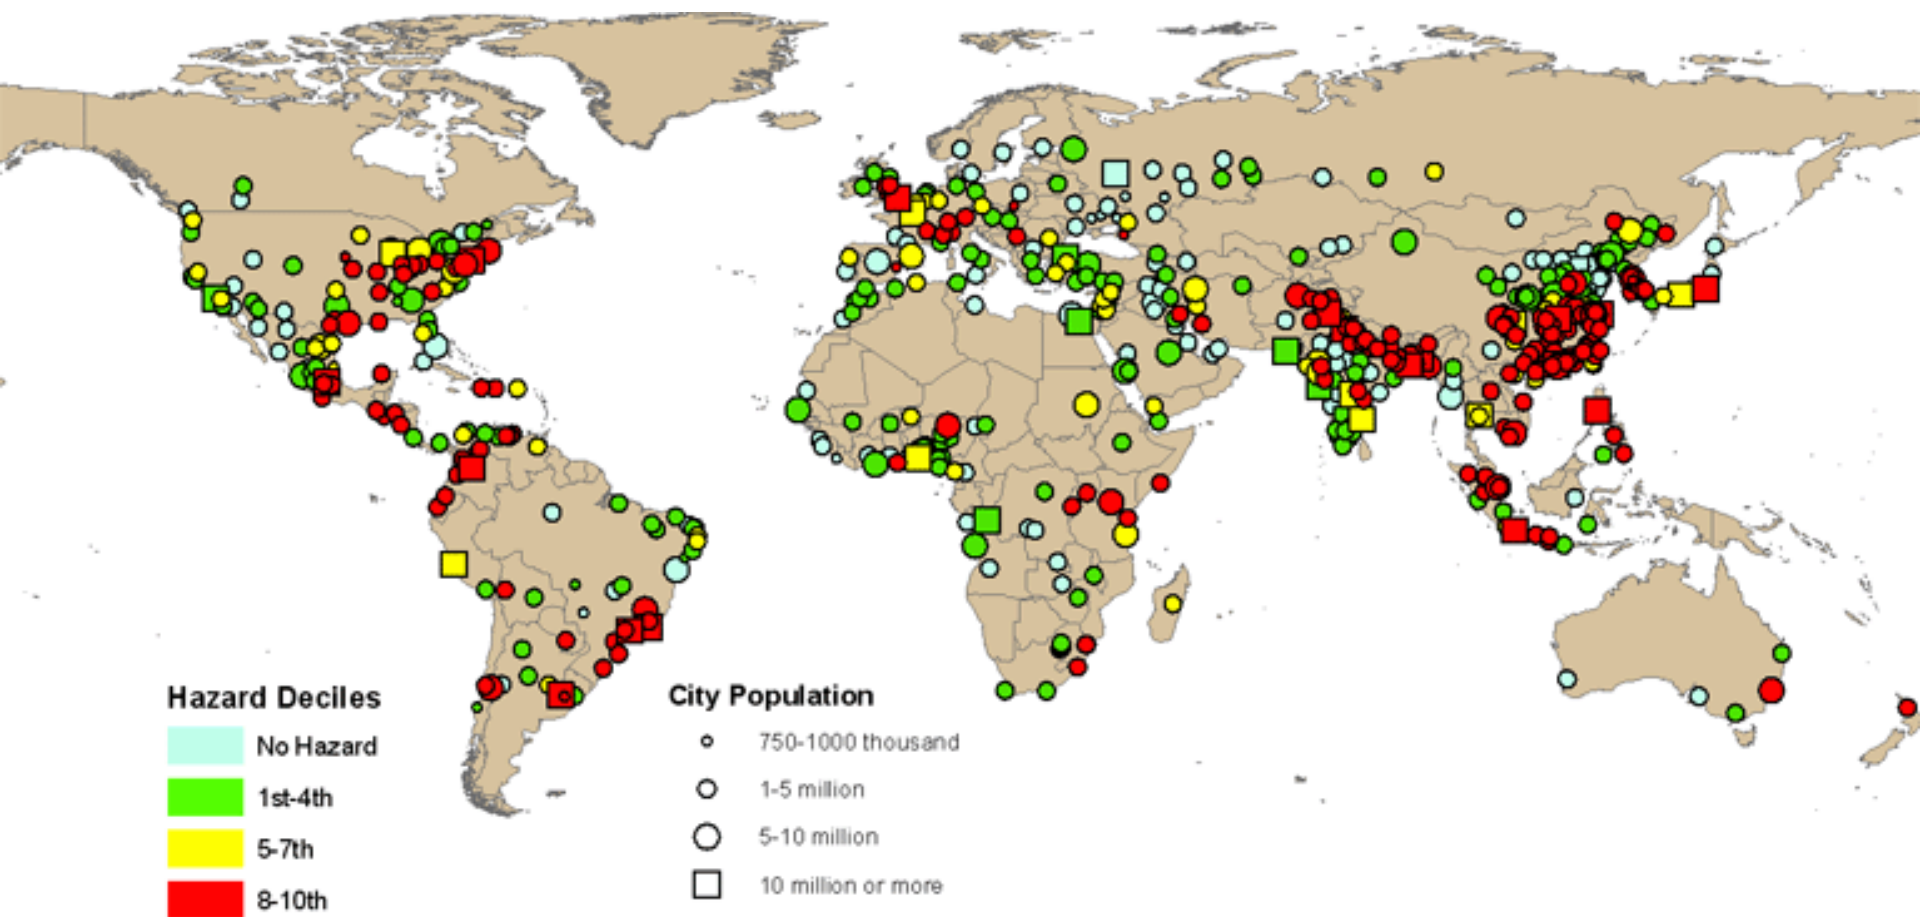 Hazard Deciles
No Hazard
1st-4th
5-7th
8-10th
City Population
750-1000 thousand
1-5 million
5-10 million
10 million or more